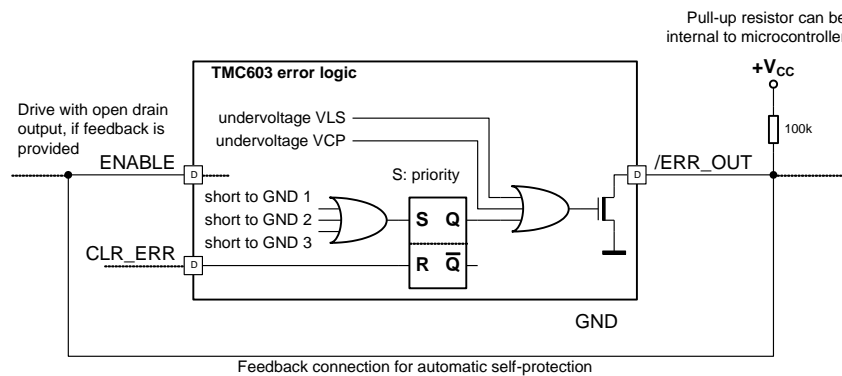 Pull-up resistor can be
internal to microcontroller
+VCC
100k
TMC603 error logic
Drive with open drain
output, if feedback is
provided
undervoltage VLS
undervoltage VCP
ENABLE
D
S: priority
D
/ERR_OUT
short to GND 1
short to GND 2
short to GND 3
S Q
CLR_ERR
D
R Q̅
GND
Feedback connection for automatic self-protection